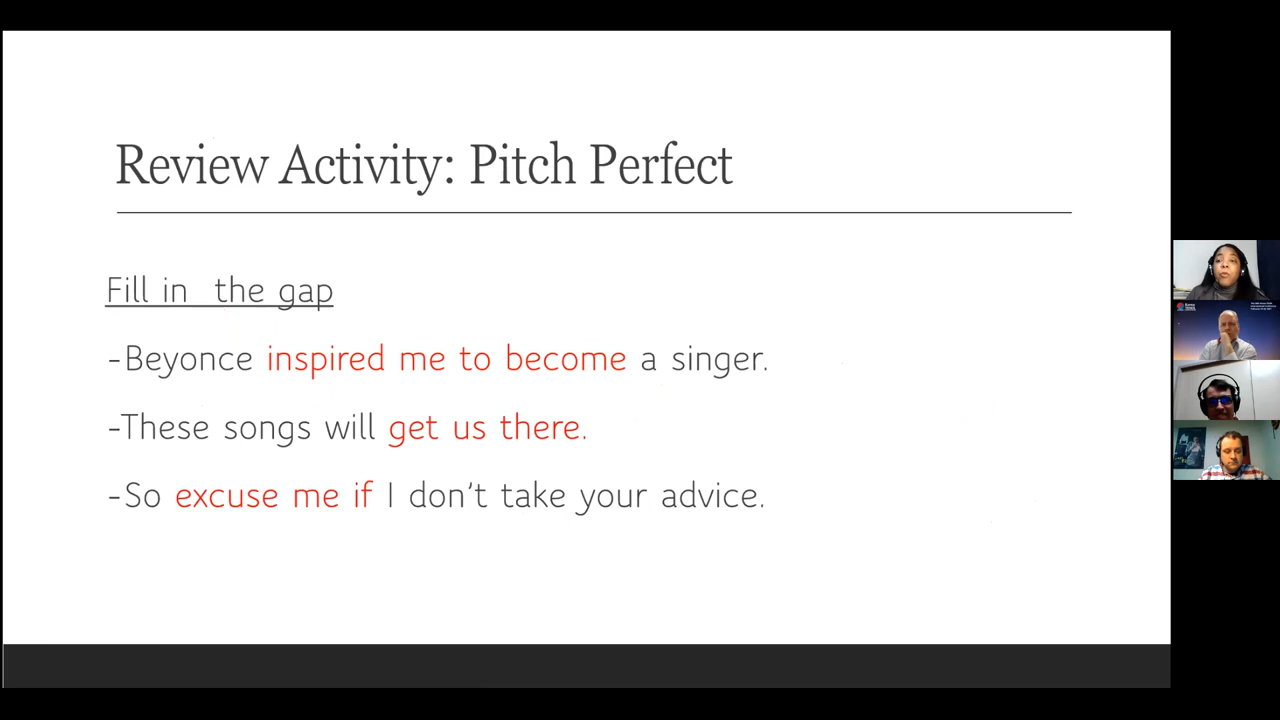 Review Activity: Pitch Perfect
Fill in the gap
-Beyonce inspired me to become a singer.
-These songs will get us there.
-So excuse me if I don't take your advice.